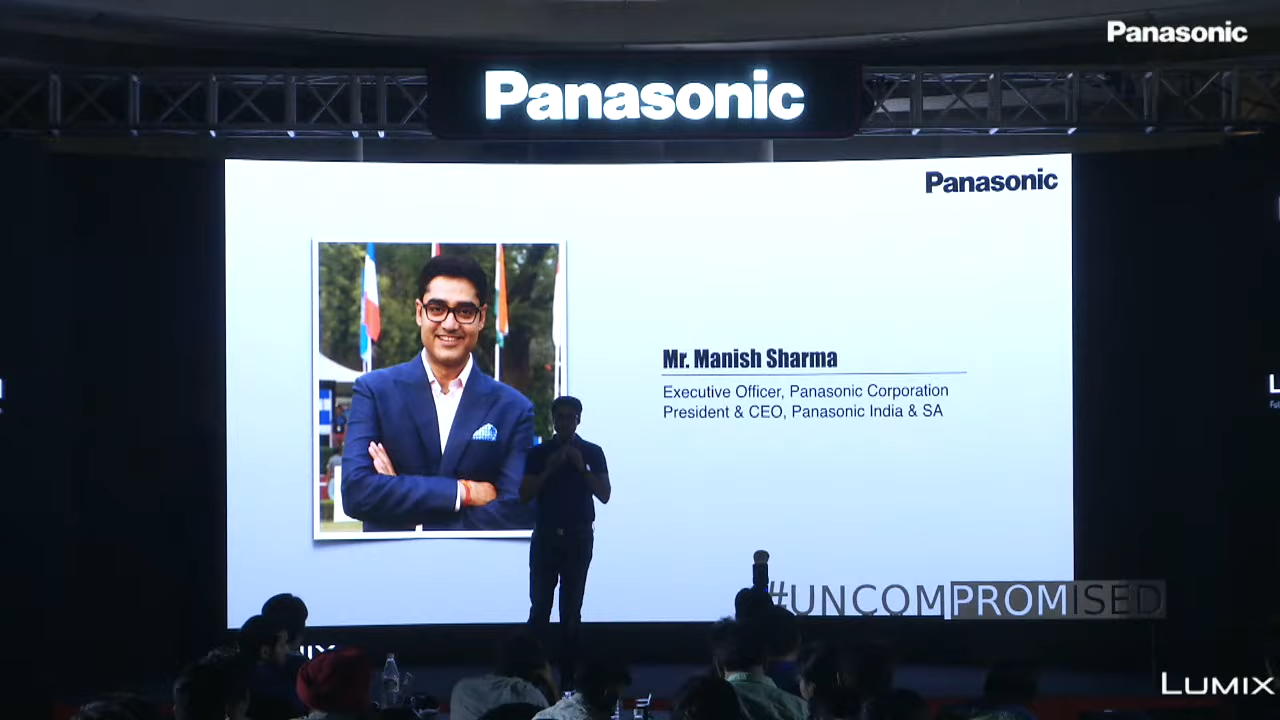 Panasonic
Panasonic
Panasonic
Mr. Manish Sharma
Executive Officer, Panasonic Corporation
President & CEO, Panasonic India & SA
#UNCOMPROMISED
LUMIX